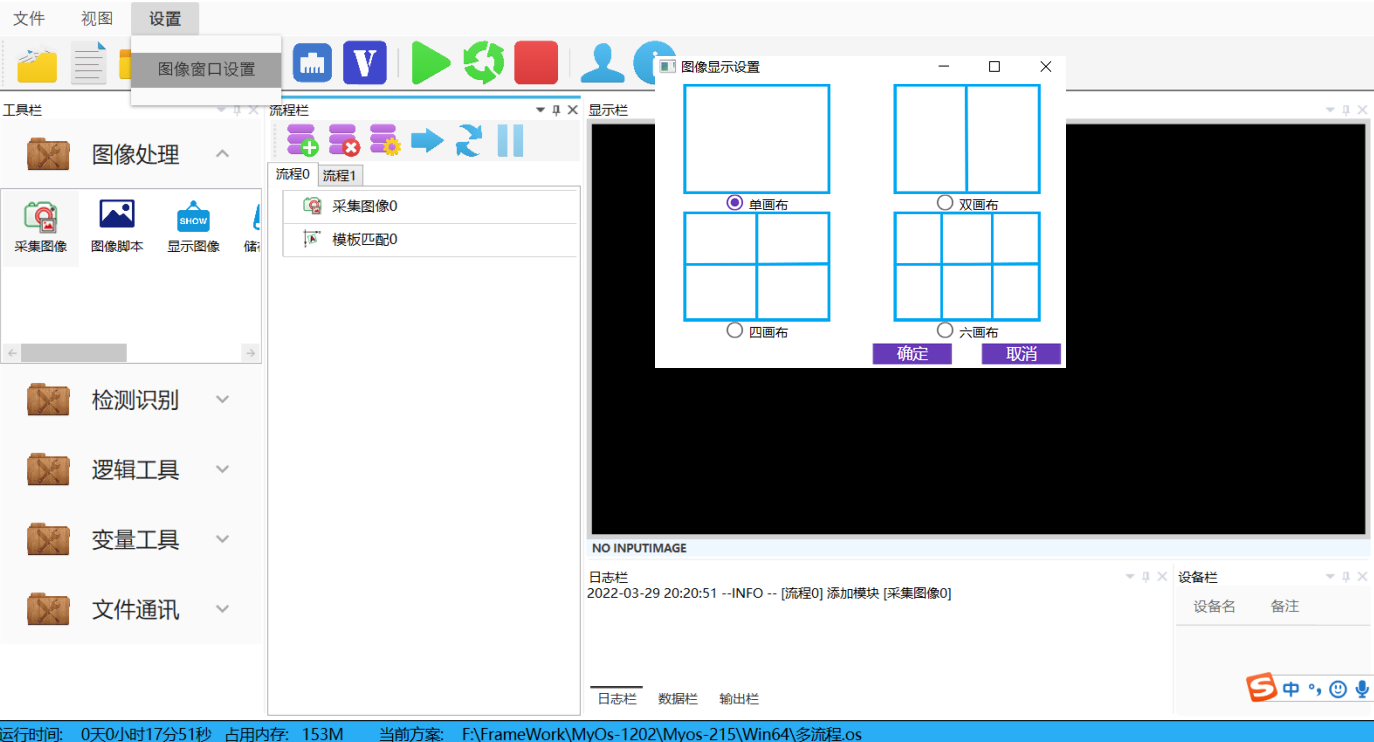 文件 视图 设置
图像窗口设置
V
图像显示设置
单画布 双画布
四画布 六画布
确定 取消
工具栏
图像处理
采集图像 图像脚本 SHOW 显示图像
检测识别
逻辑工具
变量工具
文件通讯
流程栏
流程0 流程1
采集图像0
模板匹配0
显示栏
NO INPUTIMAGE
日志栏
2022-03-29 20:20:51 --INFO -- [流程0] 添加模块 [采集图像0]
日志栏 数据栏 输出栏
设备栏
设备名 备注
S 中 °,
运行时间: 0天0小时17分51秒 占用内存: 153M 当前方案: F:\FrameWork\MyOs-1202\Myos-215\Win64\多流程.os